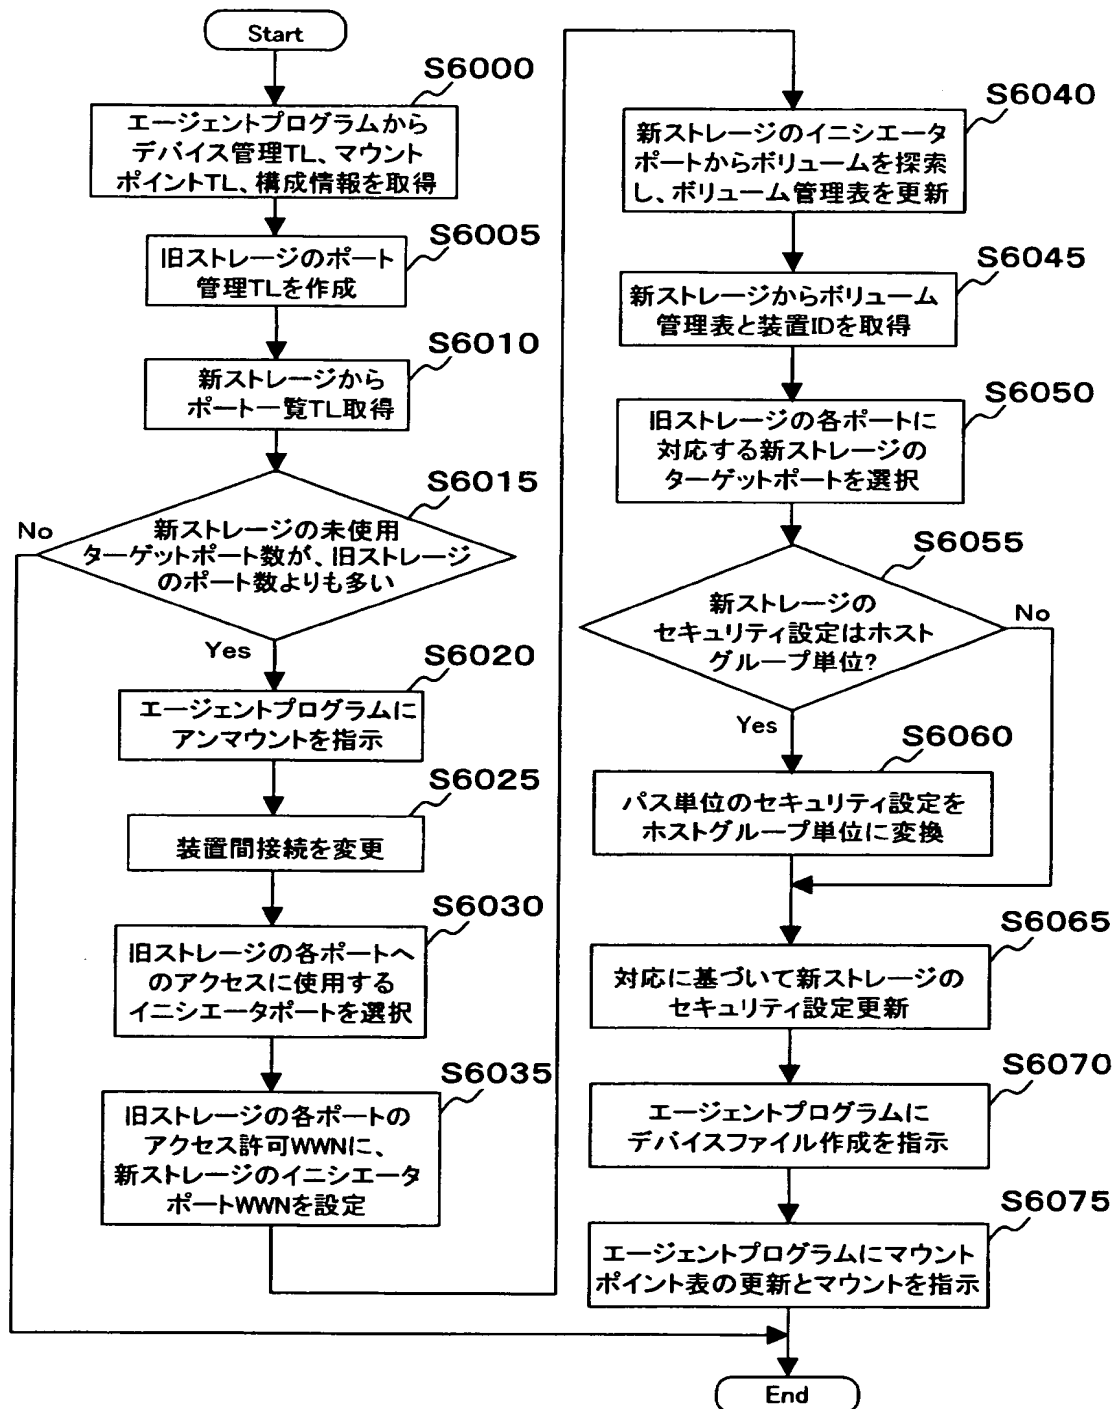 Start
S6000
エージェントプログラムから
デバイス管理TL、マウント
ポイントTL、構成情報を取得
S6005
旧ストレージのポート
管理TLを作成
S6010
新ストレージから
ポート一覧TL取得
S6015
No
新ストレージの未使用
ターゲットポート数が、旧ストレージ
のポート数よりも多い
Yes
S6020
エージェントプログラムに
アンマウントを指示
S6025
装置間接続を変更
S6030
旧ストレージの各ポートへ
のアクセスに使用する
イニシエータポートを選択
S6035
旧ストレージの各ポートの
アクセス許可WWNに、
新ストレージのイニシエータ
ポートWWNを設定
S6040
新ストレージのイニシエータ
ポートからボリュームを探索
し、ボリューム管理表を更新
S6045
新ストレージからボリューム
管理表と装置IDを取得
S6050
旧ストレージの各ポートに
対応する新ストレージの
ターゲットポートを選択
S6055
新ストレージの
セキュリティ設定はホスト
グループ単位?
No
Yes
S6060
パス単位のセキュリティ設定を
ホストグループ単位に変換
S6065
対応に基づいて新ストレージの
セキュリティ設定更新
S6070
エージェントプログラムに
デバイスファイル作成を指示
S6075
エージェントプログラムにマウント
ポイント表の更新とマウントを指示
End